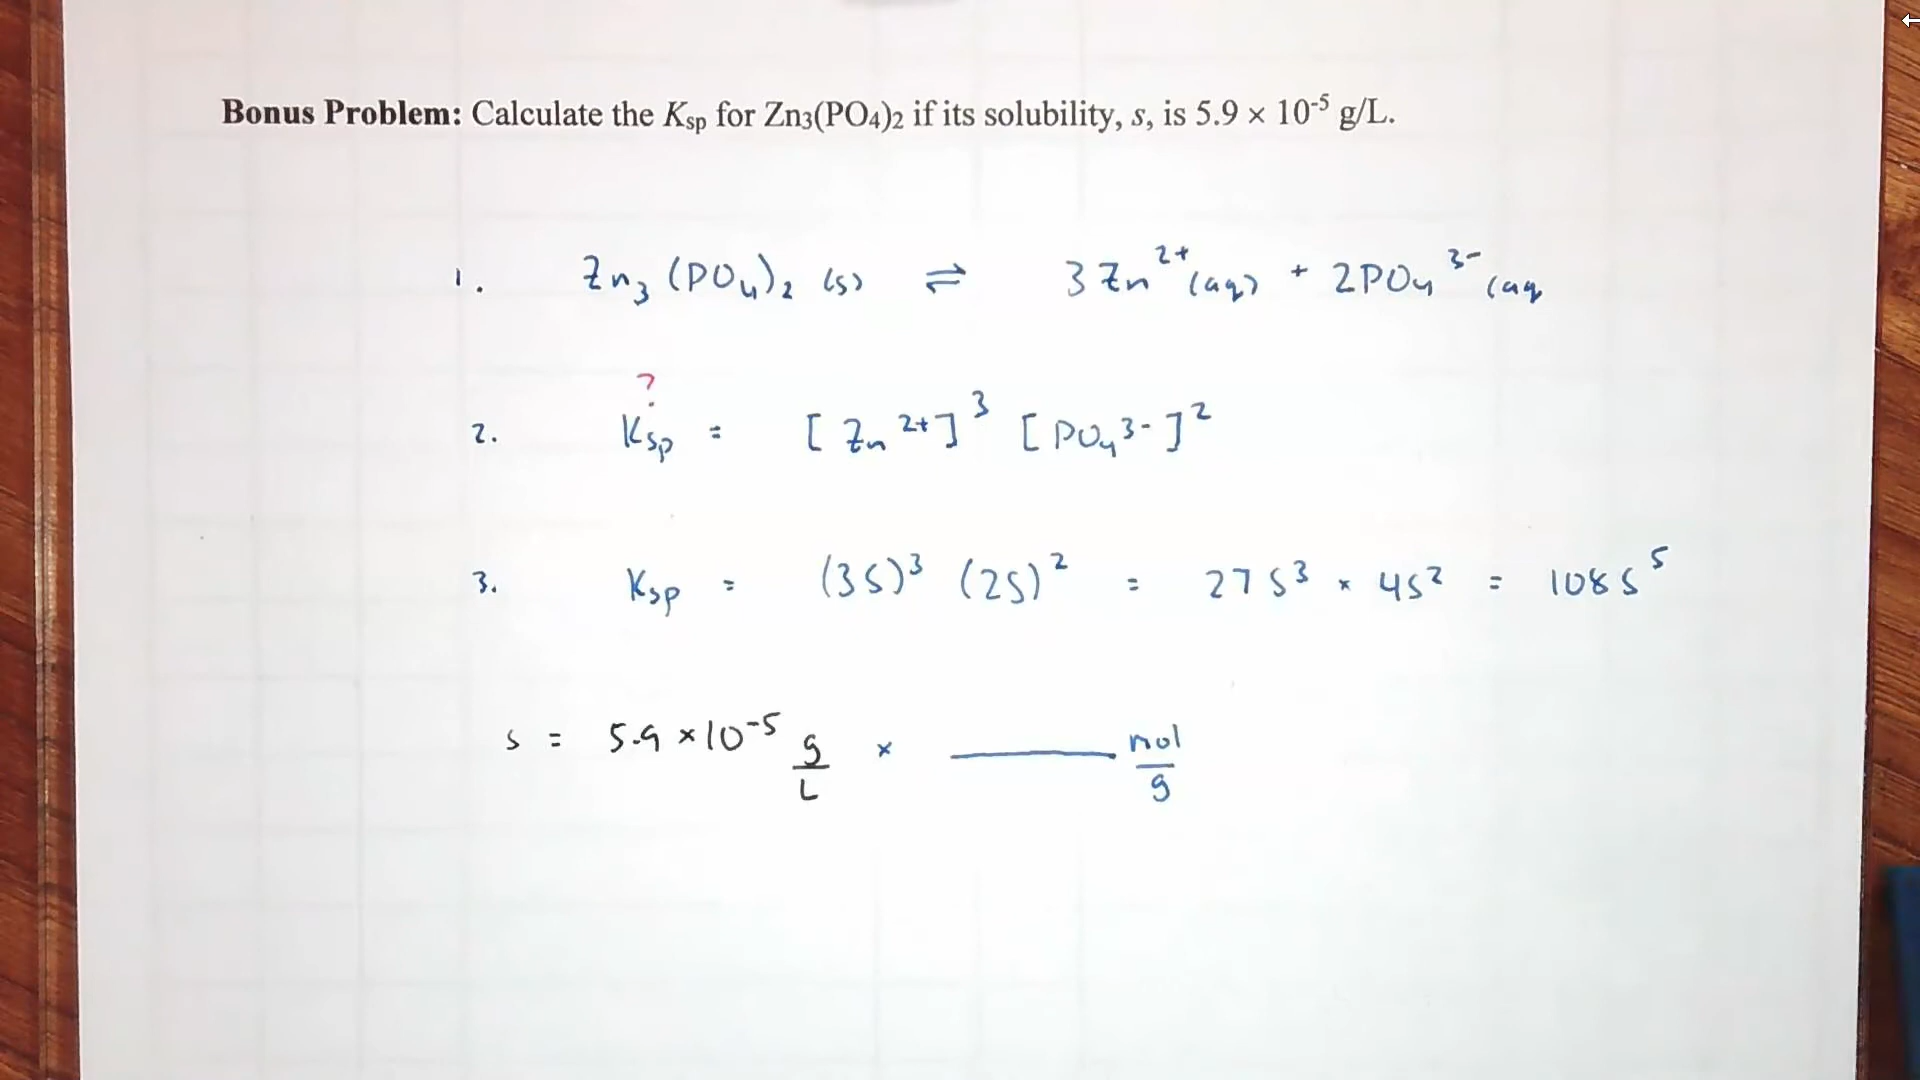 Bonus Problem: Calculate the Ksp for Zn3(PO4)2 if its solubility, s, is 5.9 × 10⁻⁵ g/L.
1. Zn₃(PO₄)₂ (s) ⇌ 3Zn²⁺(aq) + 2PO₄³⁻(aq
?
2. Ksp = [Zn²⁺]³ [PO₄³⁻]²
3. Ksp = (3s)³ (2s)² = 27s³ × 4s² = 108s⁵
s = 5.9 × 10⁻⁵ g/L × ______ mol/g